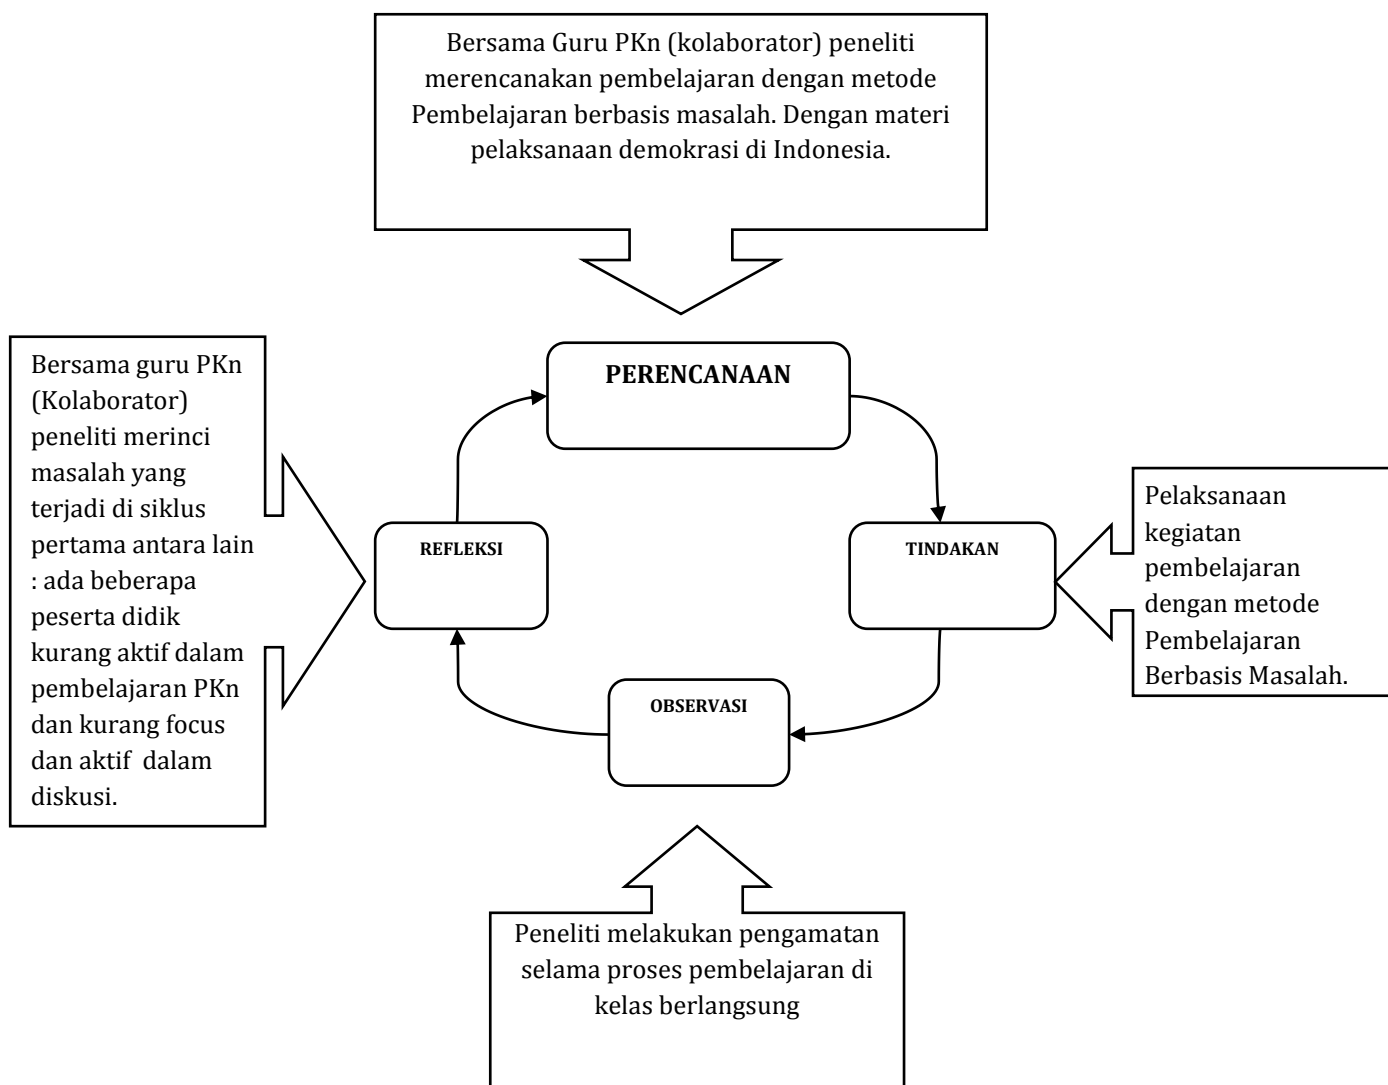 Bersama Guru PKn (kolaborator) peneliti
merencanakan pembelajaran dengan metode
Pembelajaran berbasis masalah. Dengan materi
pelaksanaan demokrasi di Indonesia.
PERENCANAAN
Bersama guru PKn
(Kolaborator)
peneliti merinci
masalah yang
terjadi di siklus
pertama antara lain
: ada beberapa
peserta didik
kurang aktif dalam
pembelajaran PKn
dan kurang focus
dan aktif  dalam
diskusi.
REFLEKSI
TINDAKAN
Pelaksanaan
kegiatan
pembelajaran
dengan metode
Pembelajaran
Berbasis Masalah.
OBSERVASI
Peneliti melakukan pengamatan
selama proses pembelajaran di
kelas berlangsung